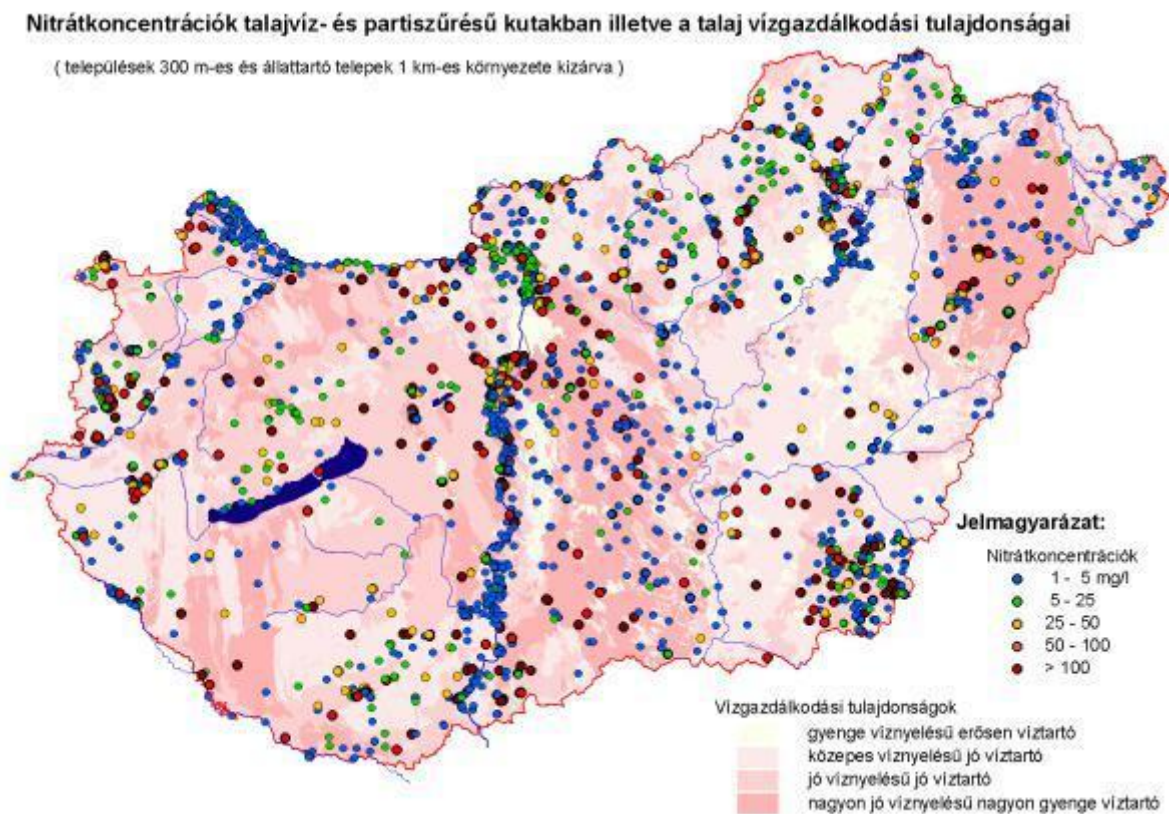 Nitrátkoncentrációk talajvíz- és partiszűrésű kutakban illetve a talaj vízgazdálkodási tulajdonságai
( települések 300 m-es és állattartó telepek 1 km-es környezete kizárva )
Jelmagyarázat:
Nitrátkoncentrációk
1 - 5 mg/l
5 - 25
25 - 50
50 - 100
> 100
Vízgazdálkodási tulajdonságok
gyenge víznyelésű erősen víztartó
közepes víznyelésű jó víztartó
jó víznyelésű jó víztartó
nagyon jó víznyelésű nagyon gyenge víztartó